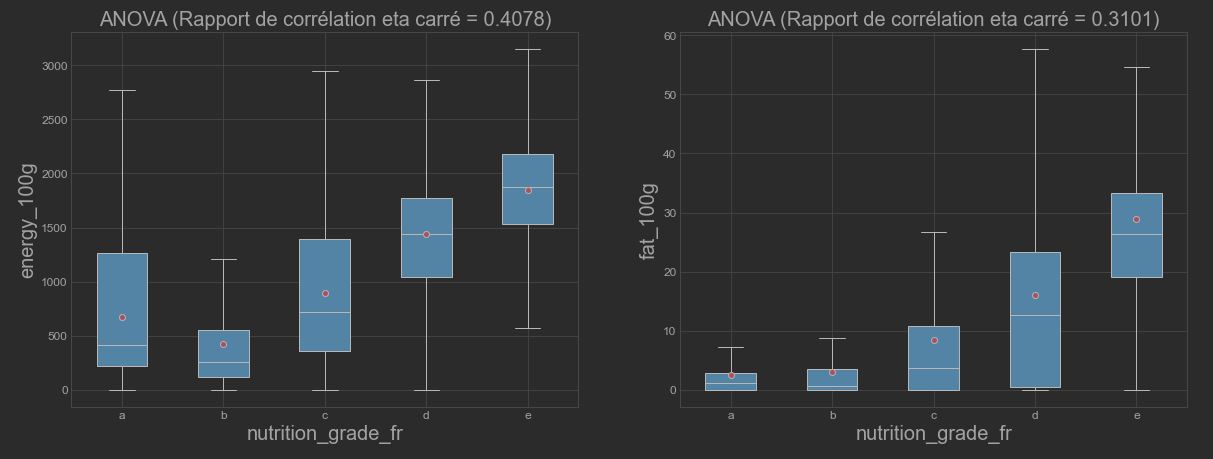 ANOVA (Rapport de corrélation eta carré = 0.4078)
energy_100g
3000
2500
2000
1500
1000
500
0
a b c d e
nutrition_grade_fr
ANOVA (Rapport de corrélation eta carré = 0.3101)
fat_100g
60
50
40
30
20
10
0
a b c d e
nutrition_grade_fr